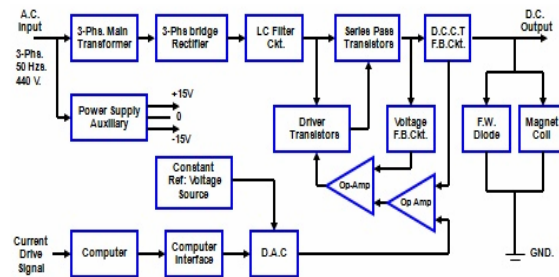 A.C.
Input
3-Phs.
50 Hzs.
440 V.
3-Phs. Main
Transformer
3-Phs bridge
Rectifier
LC Filter
Ckt.
Series Pass
Transistors
D.C.C.T
F.B.Ckt.
D.C.
Output
Power Supply
Auxiliary
+15V
0
-15V
Driver
Transistors
Voltage
F.B.Ckt.
F.W.
Diode
Magnet
Coil
Constant
Ref: Voltage
Source
Op-Amp
Op Amp
Current
Drive
Signal
Computer
Computer
Interface
D.A.C
GND.